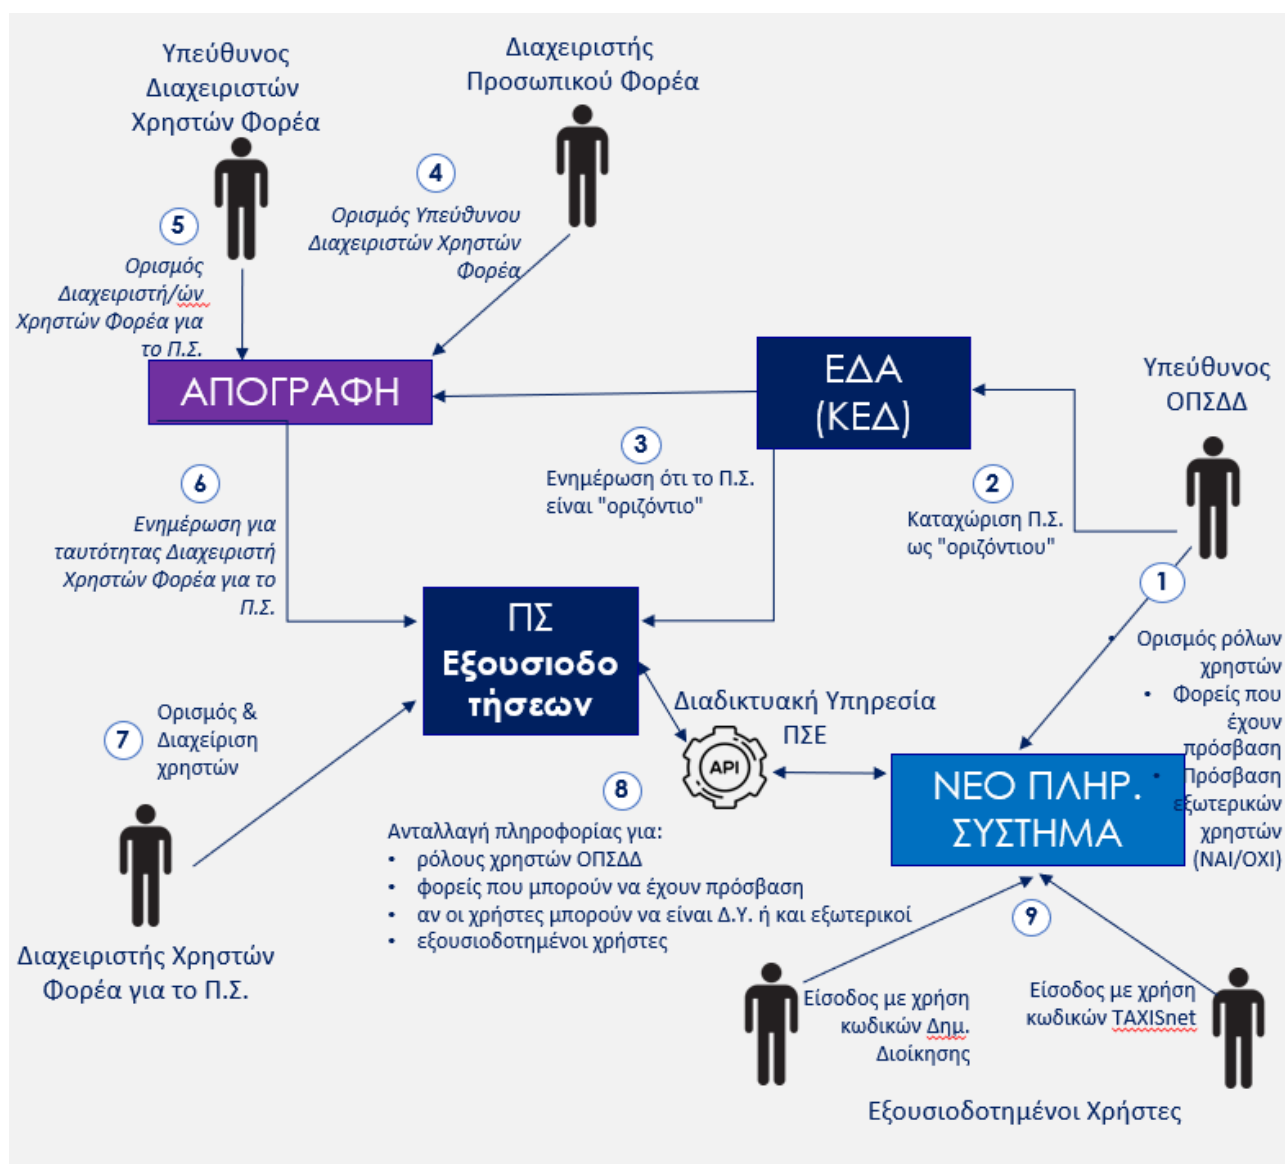 Υπεύθυνος
Διαχειριστών
Χρηστών Φορέα
Διαχειριστής
Προσωπικού Φορέα
4
Ορισμός Υπεύθυνου
Διαχειριστών Χρηστών
Φορέα
5
Ορισμός
Διαχειριστή/ών
Χρηστών Φορέα για
το Π.Σ.
ΑΠΟΓΡΑΦΗ
ΕΔΑ
(ΚΕΔ)
Υπεύθυνος
ΟΠΣΔΔ
3
Ενημέρωση ότι το Π.Σ.
είναι "οριζόντιο"
2
Καταχώριση Π.Σ.
ως "οριζόντιου"
6
Ενημέρωση για
ταυτότητας Διαχειριστή
Χρηστών Φορέα για το
Π.Σ.
1
• Ορισμός ρόλων
χρηστών
• Φορείς που
έχουν
πρόσβαση
• Πρόσβαση
εξωτερικών
χρηστών
(ΝΑΙ/ΟΧΙ)
ΠΣ
Εξουσιοδο
τήσεων
Διαδικτυακή Υπηρεσία
ΠΣΕ
API
ΝΕΟ ΠΛΗΡ.
ΣΥΣΤΗΜΑ
7
Ορισμός &
Διαχείριση
χρηστών
8
Ανταλλαγή πληροφορίας για:
• ρόλους χρηστών ΟΠΣΔΔ
• φορείς που μπορούν να έχουν πρόσβαση
• αν οι χρήστες μπορούν να είναι Δ.Υ. ή και εξωτερικοί
• εξουσιοδοτημένοι χρήστες
Διαχειριστής Χρηστών
Φορέα για το Π.Σ.
9
Είσοδος με χρήση
κωδικών Δημ.
Διοίκησης
Είσοδος με χρήση
κωδικών TAXISnet
Εξουσιοδοτημένοι Χρήστες